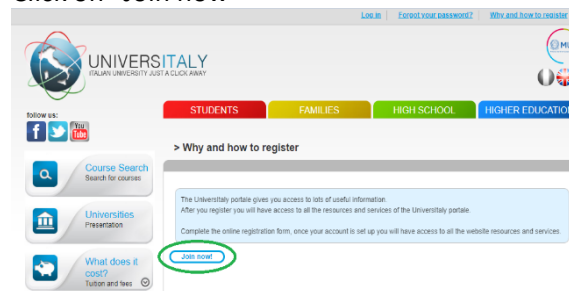 Click on "Join now"
Log in | Forgot your password? | Why and how to register
UNIVERSITALY
ITALIAN UNIVERSITY JUST A CLICK AWAY
MU
follow us:
You
Tube
STUDENTS
FAMILIES
HIGH SCHOOL
HIGHER EDUCATION
> Why and how to register
Course Search
Search for courses
Universities
Presentation
What does it
cost?
Tuition and fees
The Universitaly portale gives you access to lots of useful information.
After you register you will have access to all the resources and services of the Universitaly portale.
Complete the online registration form, once your account is set up you will have access to all the website resources and services.
Join now!